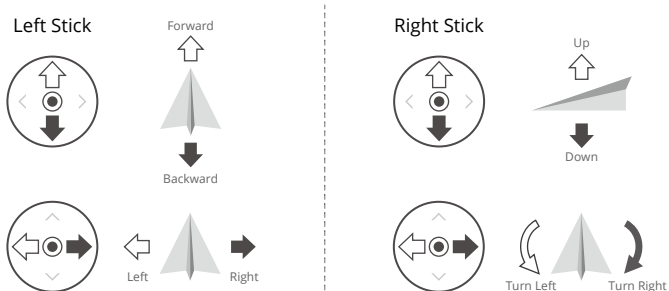 Left Stick
Forward
Backward
Left
Right
Right Stick
Up
Down
Turn Left
Turn Right